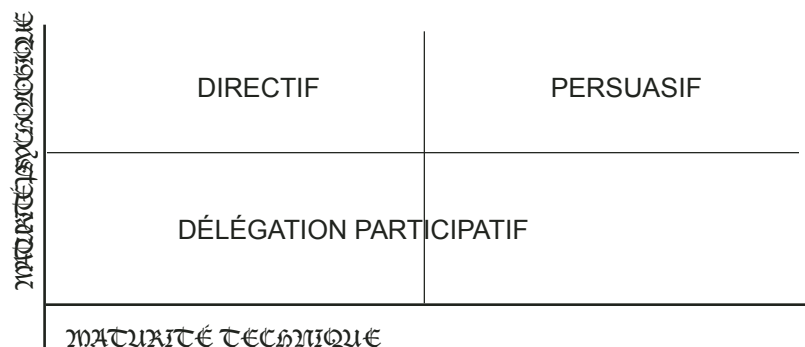 MATURITÉ PSYCHOLOGIQUE
DIRECTIF
PERSUASIF
DÉLÉGATION PARTICIPATIF
MATURITÉ TECHNIQUE